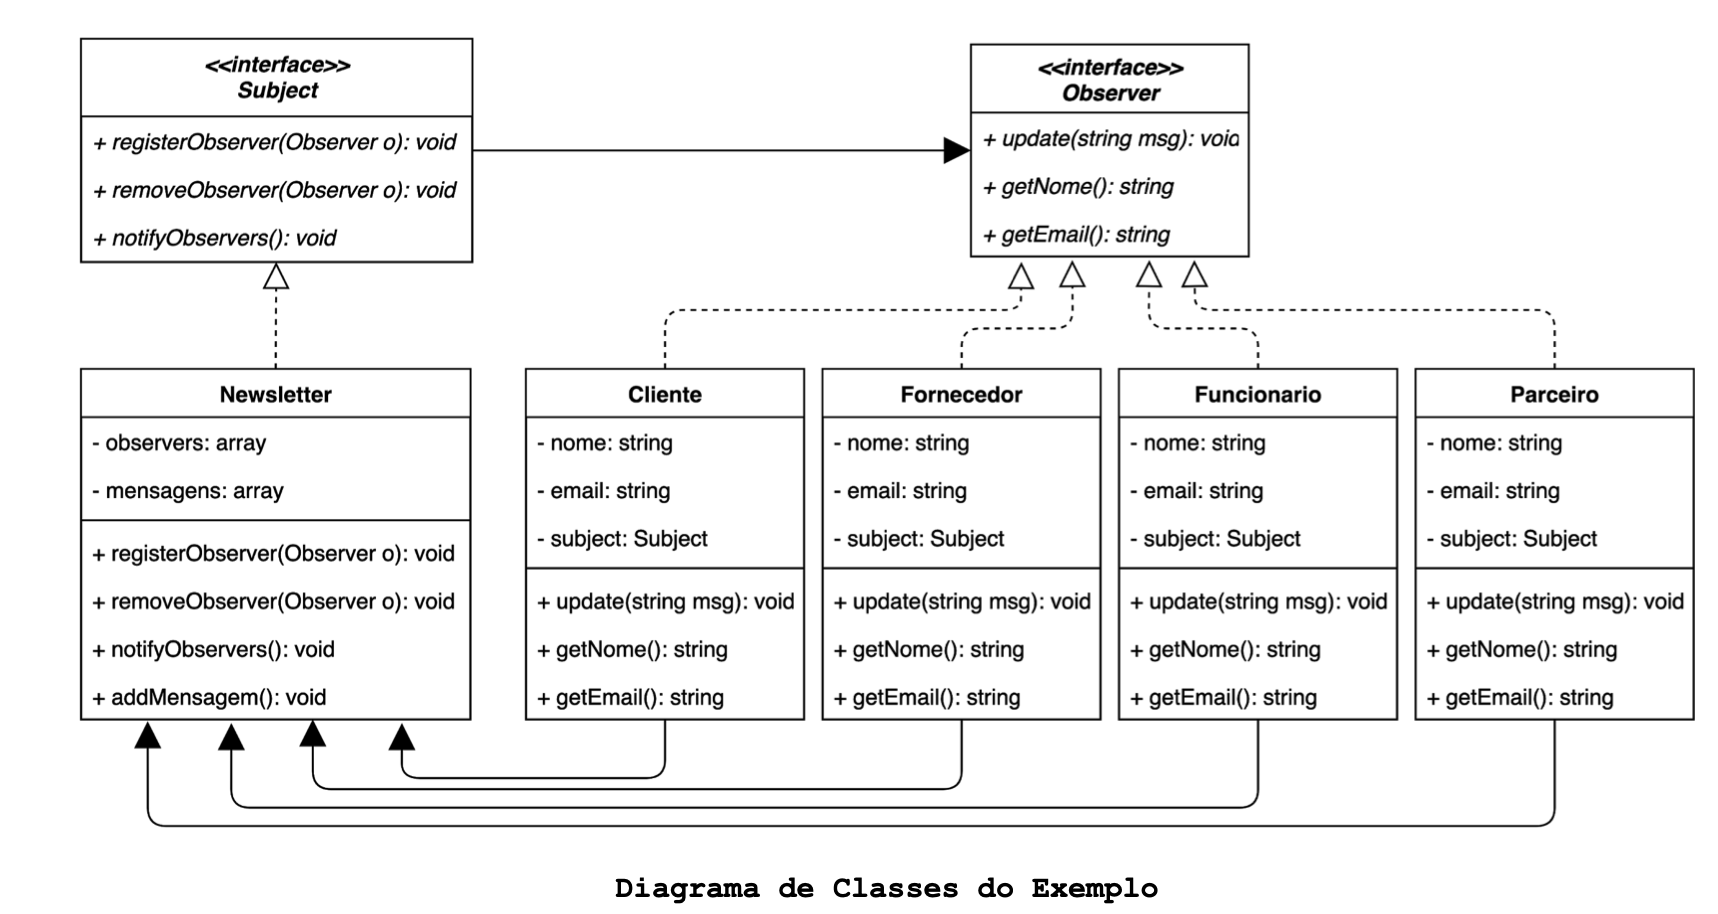 <<interface>>
Subject
+ registerObserver(Observer o): void
+ removeObserver(Observer o): void
+ notifyObservers(): void
<<interface>>
Observer
+ update(string msg): void
+ getNome(): string
+ getEmail(): string
Newsletter
- observers: array
- mensagens: array
+ registerObserver(Observer o): void
+ removeObserver(Observer o): void
+ notifyObservers(): void
+ addMensagem(): void
Cliente
- nome: string
- email: string
- subject: Subject
+ update(string msg): void
+ getNome(): string
+ getEmail(): string
Fornecedor
- nome: string
- email: string
- subject: Subject
+ update(string msg): void
+ getNome(): string
+ getEmail(): string
Funcionario
- nome: string
- email: string
- subject: Subject
+ update(string msg): void
+ getNome(): string
+ getEmail(): string
Parceiro
- nome: string
- email: string
- subject: Subject
+ update(string msg): void
+ getNome(): string
+ getEmail(): string
Diagrama de Classes do Exemplo